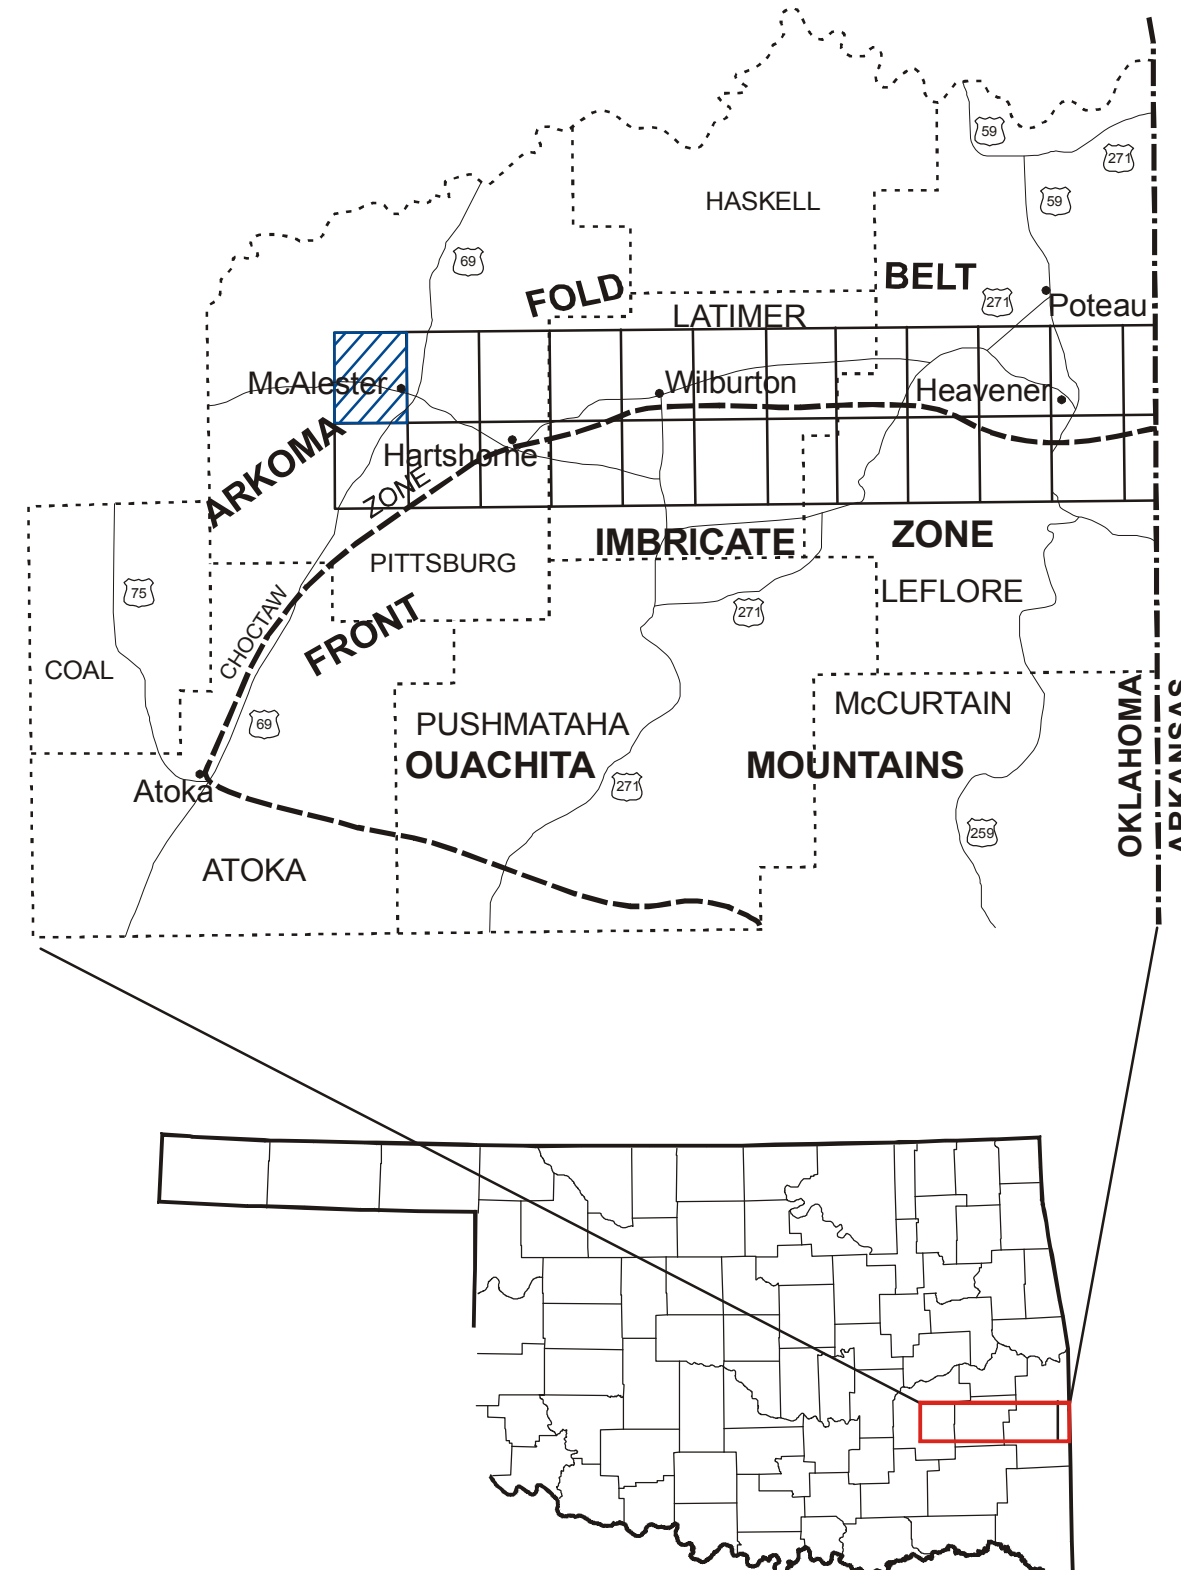 59
271
HASKELL
59
69
BELT
FOLD
271
Poteau
LATIMER
McAlester
Wilburton
Heavener
ARKOMA
Hartshorne
ZONE
IMBRICATE
ZONE
PITTSBURG
75
LEFLORE
271
CHOCTAW
FRONT
COAL
McCURTAIN
69
PUSHMATAHA
OUACHITA
MOUNTAINS
OKLAHOMA
ARKANSAS
271
Atoka
259
ATOKA